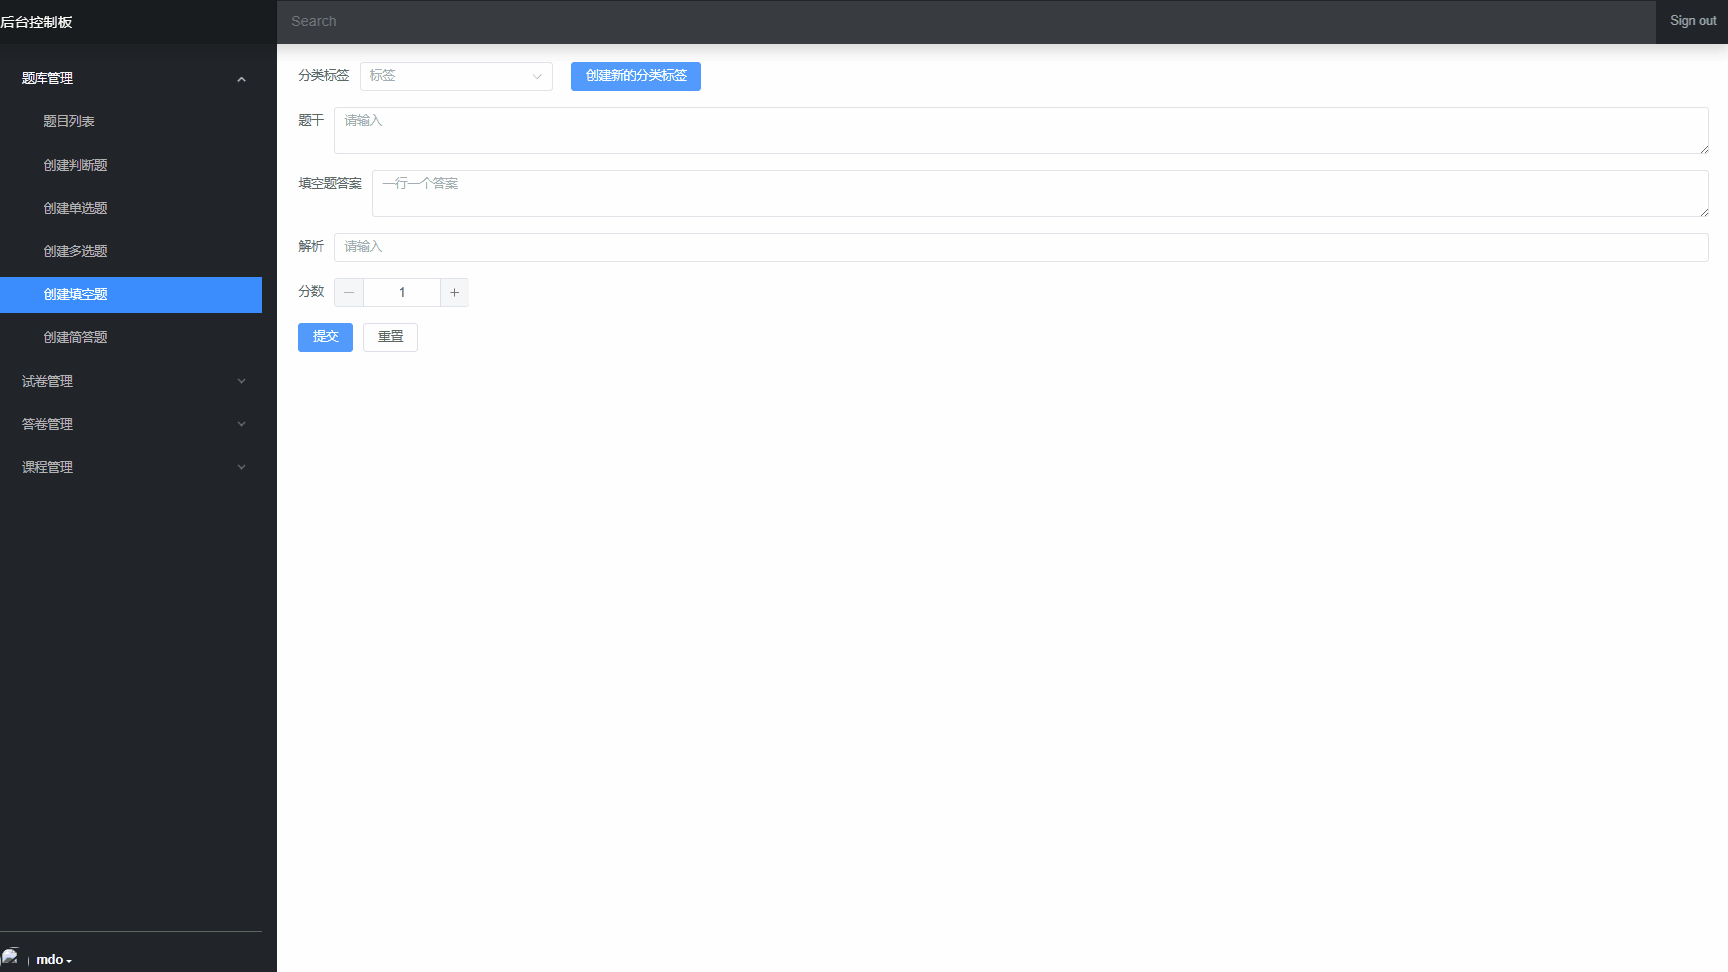 后台控制板
Search
Sign out
题库管理
题目列表
创建判断题
创建单选题
创建多选题
创建填空题
创建简答题
试卷管理
答卷管理
课程管理
mdo
分类标签 标签 创建新的分类标签
题干 请输入
填空题答案 一行一个答案
解析 请输入
分数 1
提交 重置